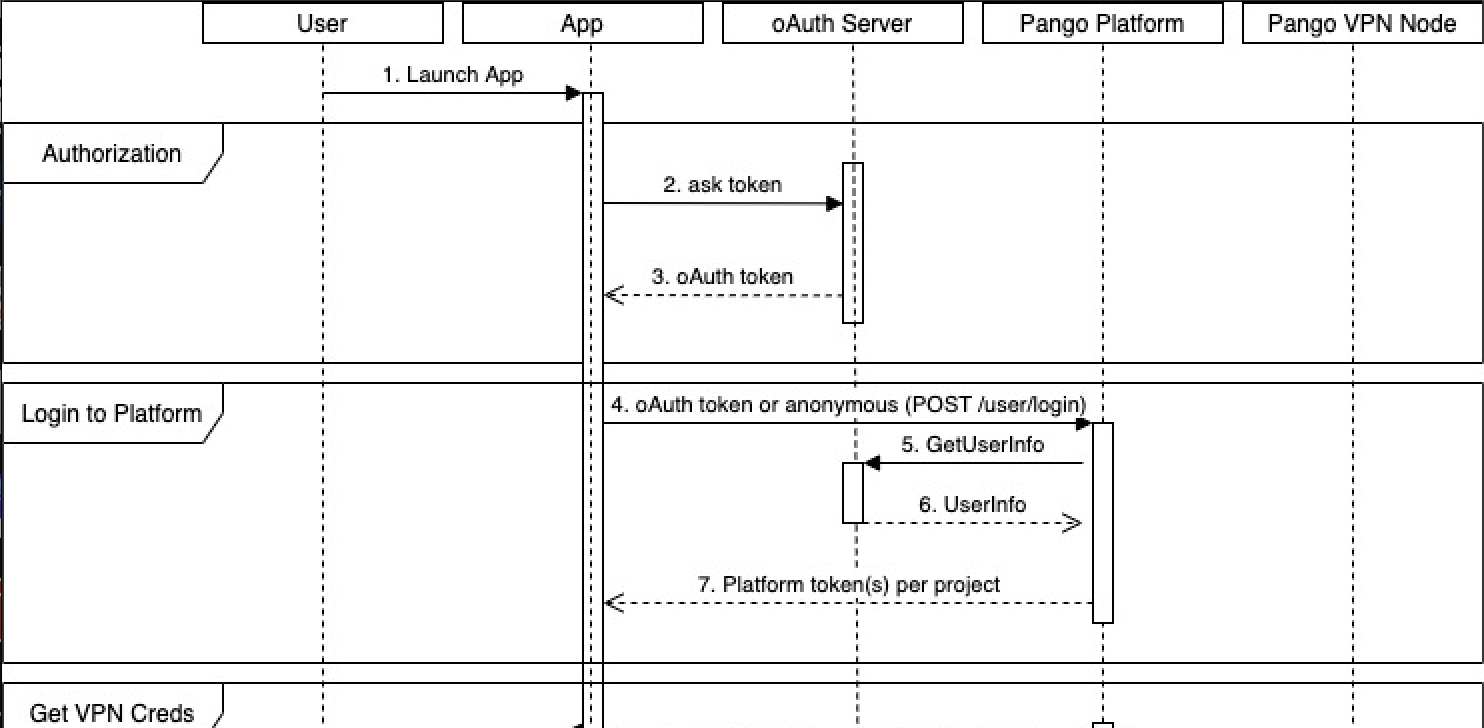 User
App
oAuth Server
Pango Platform
Pango VPN Node
1. Launch App
Authorization
2. ask token
3. oAuth token
Login to Platform
4. oAuth token or anonymous (POST /user/login)
5. GetUserInfo
6. UserInfo
7. Platform token(s) per project
Get VPN Creds